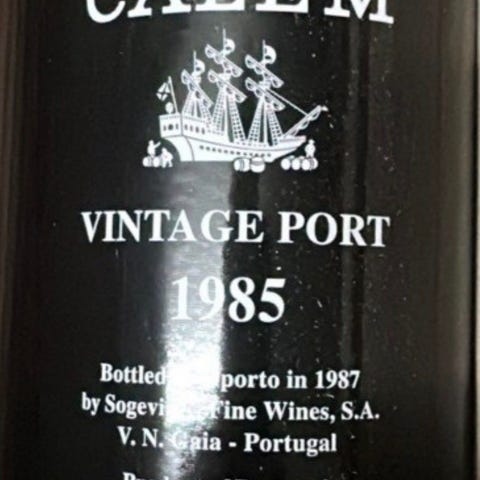 CALEM
VINTAGE PORT
1985
Bottled porto in 1987
by Fine Wines, S.A.
V. N. Gaia - Portugal